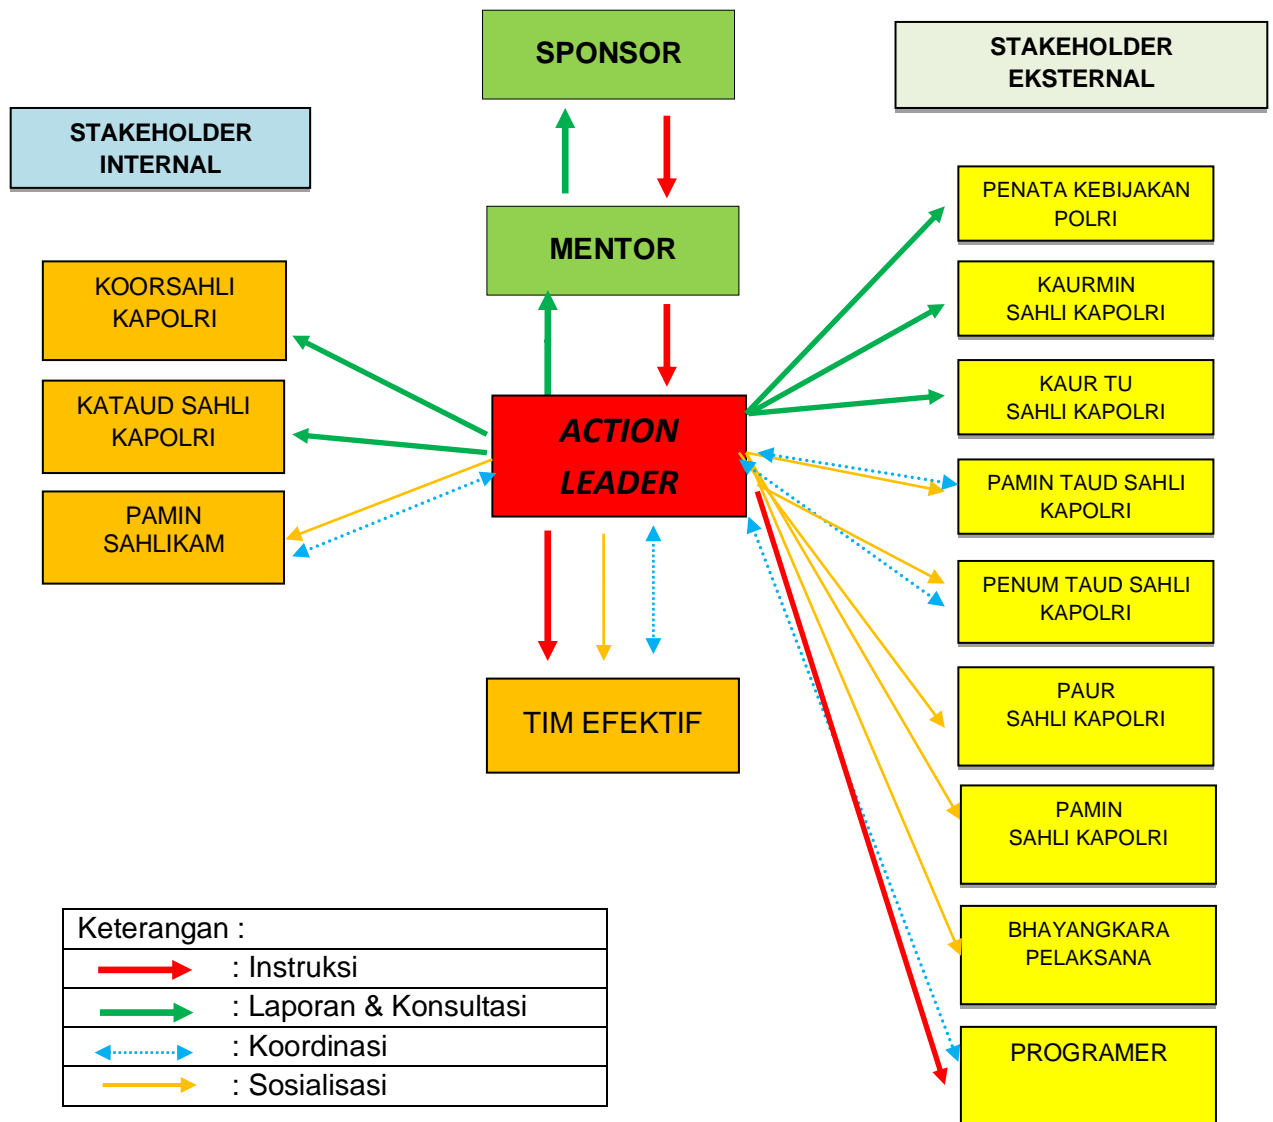 SPONSOR
STAKEHOLDER
EKSTERNAL
STAKEHOLDER
INTERNAL
MENTOR
PENATA KEBIJAKAN
POLRI
KOORSAHLI
KAPOLRI
KAURMIN
SAHLI KAPOLRI
KATAUD SAHLI
KAPOLRI
KAUR TU
SAHLI KAPOLRI
ACTION
LEADER
PAMIN
SAHLIKAM
PAMIN TAUD SAHLI
KAPOLRI
PENUM TAUD SAHLI
KAPOLRI
TIM EFEKTIF
PAUR
SAHLI KAPOLRI
PAMIN
SAHLI KAPOLRI
BHAYANGKARA
PELAKSANA
PROGRAMER
Keterangan :
: Instruksi
: Laporan & Konsultasi
: Koordinasi
: Sosialisasi